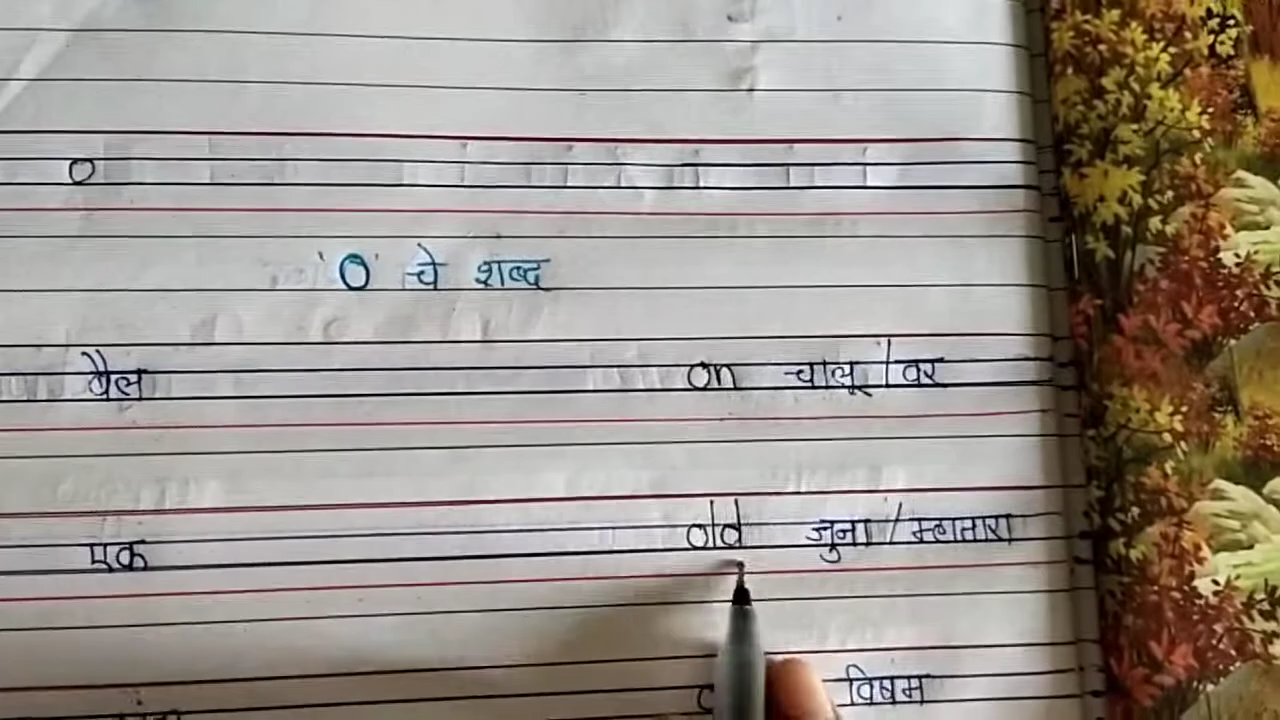 o
'O' चे शब्द
बैल on चालू/वर
एक old जुना/म्हातारा
विषम